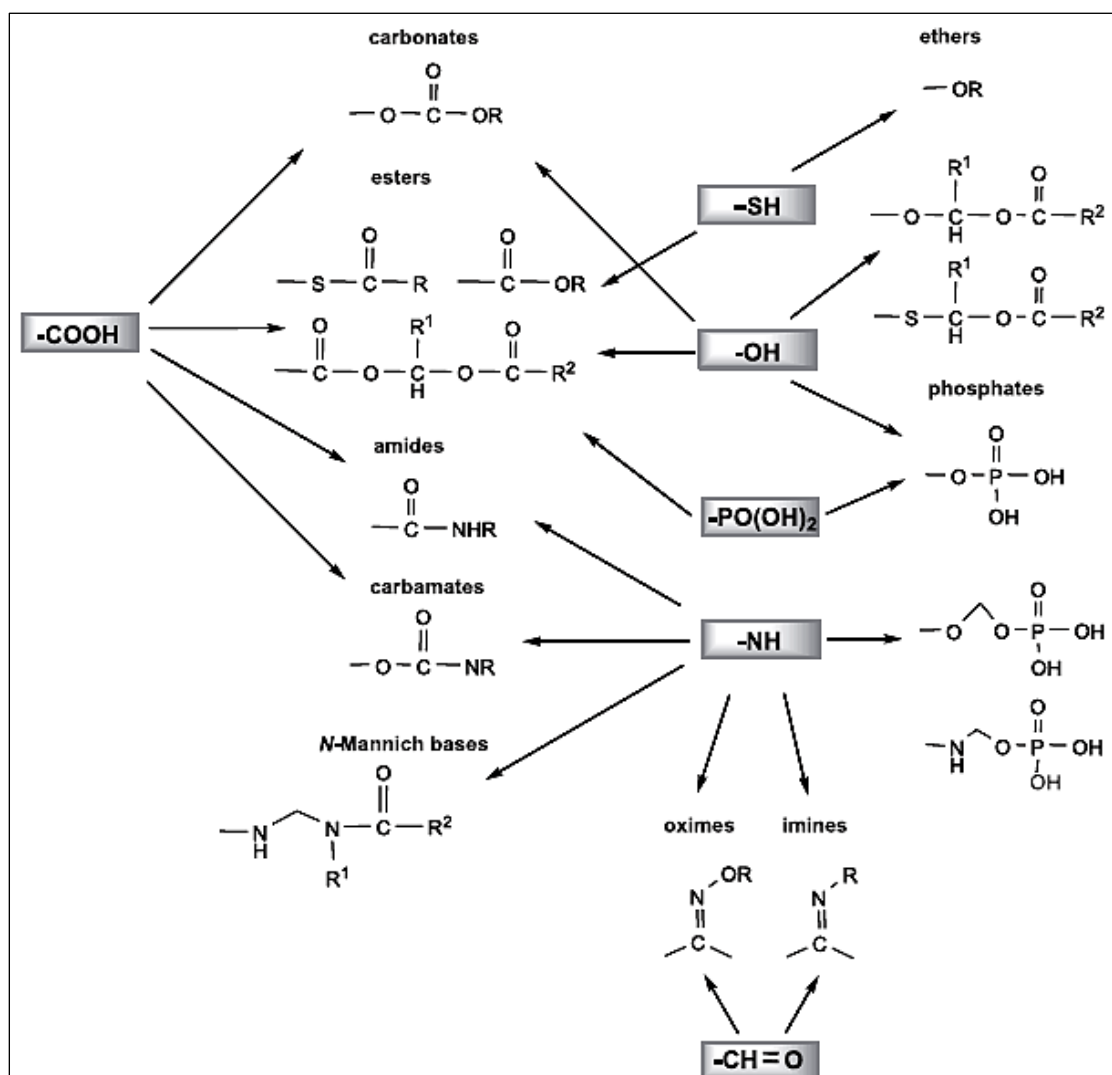 carbonates
O
O C OR
ethers
OR
esters
O
S C R
O
C OR
O R¹ O
C O C O C R²
H
-SH
R¹ O
O C O C R²
H
R¹ O
S C O C R²
H
-COOH
-OH
phosphates
O
O P OH
OH
amides
O
C NHR
-PO(OH)₂
carbamates
O
O C NR
-NH
O
O O P OH
OH
O
N O P OH
H OH
N-Mannich bases
O
N N R²
H R¹
oximes imines
OR
N
C
R
N
C
-CH=O